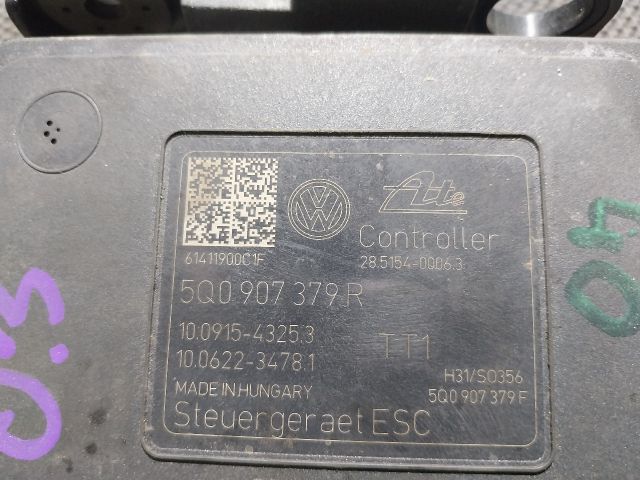 Ate
61411900C1F
Controller
28.5154-0006.3
5Q0 907 379 R
10.0915-4325.3
10.0622-3478.1
TT1
H31/S0356
MADE IN HUNGARY
5Q0 907 379 F
Steuergeraet ESC
40